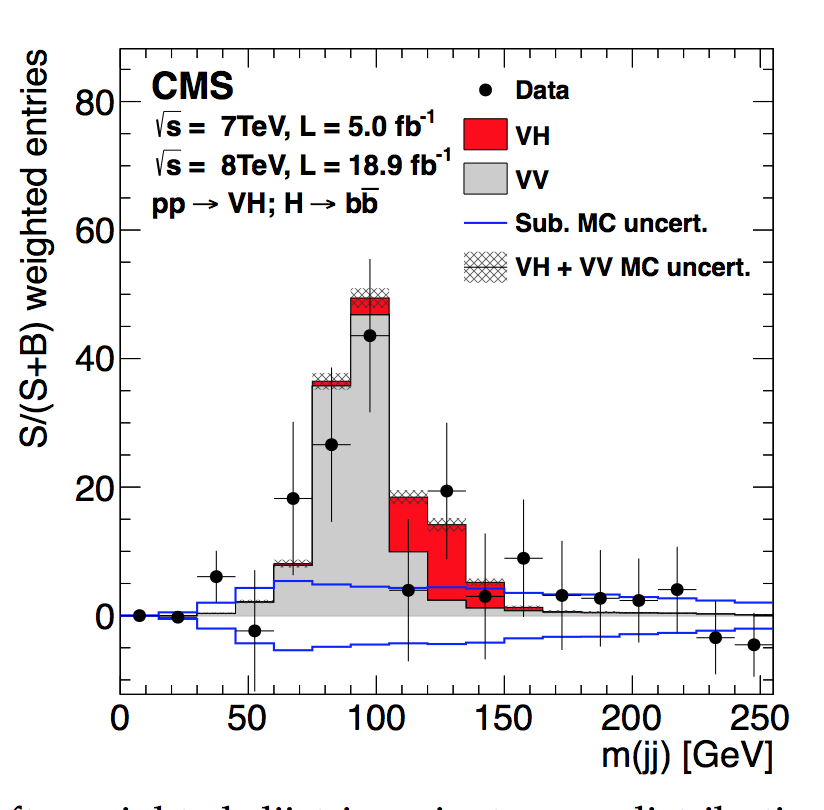 S/(S+B) weighted entries
80
60
40
20
0
CMS
√s = 7TeV, L = 5.0 fb⁻¹
√s = 8TeV, L = 18.9 fb⁻¹
pp → VH; H → bb̅
Data
VH
VV
Sub. MC uncert.
VH + VV MC uncert.
0 50 100 150 200 250
m(jj) [GeV]